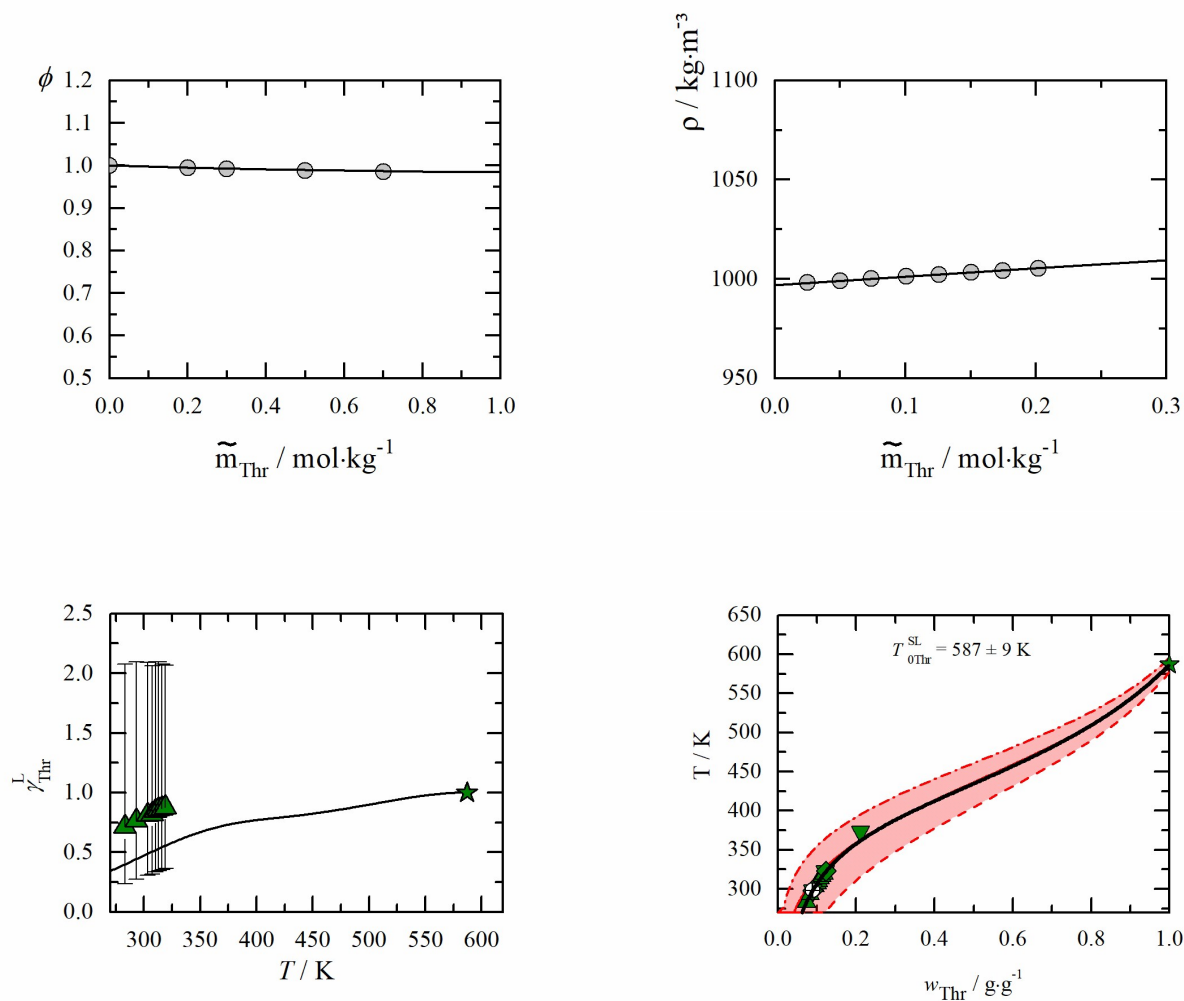 ϕ
1.2
1.1
1.0
0.9
0.8
0.7
0.6
0.5
0.0 0.2 0.4 0.6 0.8 1.0
m̃Thr / mol·kg-1
ρ / kg·m-3
1100
1050
1000
950
0.0 0.1 0.2 0.3
m̃Thr / mol·kg-1
γLThr
2.5
2.0
1.5
1.0
0.5
0.0
300 350 400 450 500 550 600
T / K
T / K
650
600
550
500
450
400
350
300
TSL0Thr = 587 ± 9 K
0.0 0.2 0.4 0.6 0.8 1.0
wThr / g·g-1